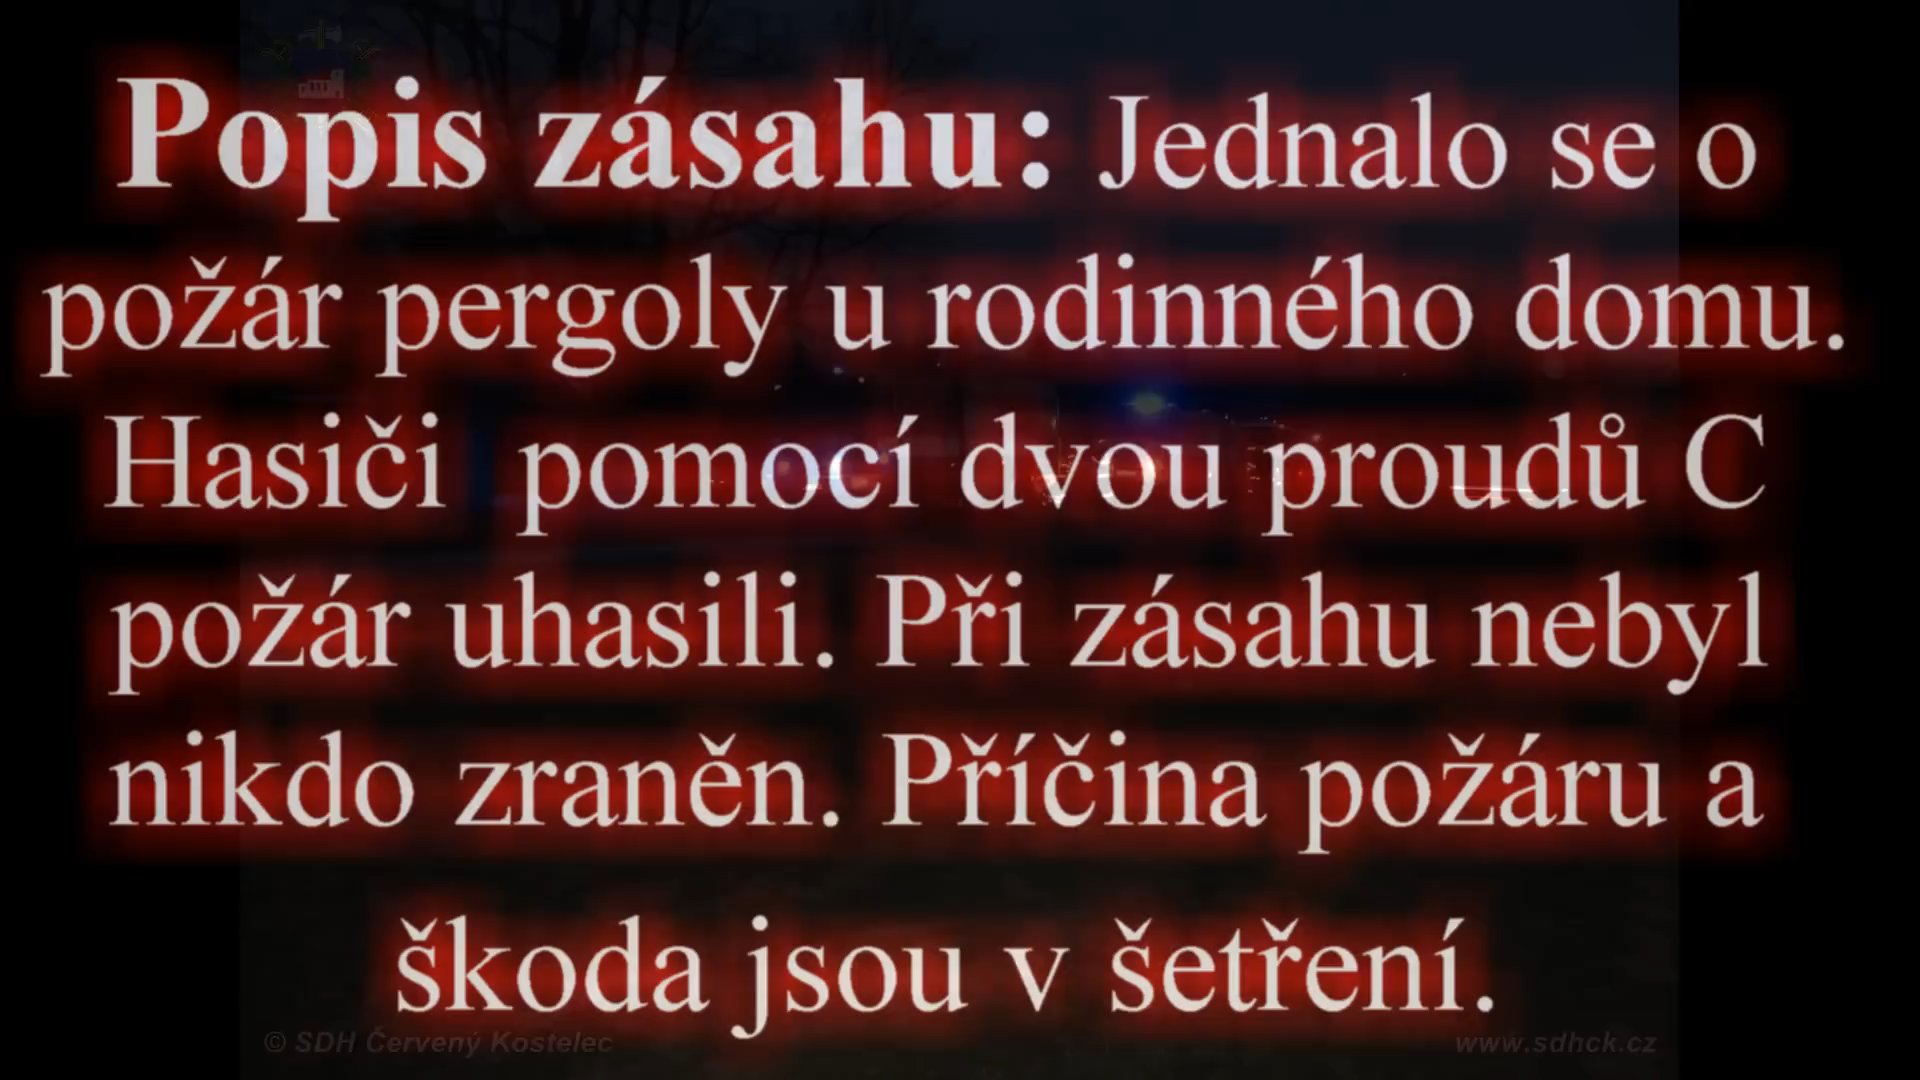 Popis zásahu: Jednalo se o
požár pergoly u rodinného domu.
Hasiči  pomocí dvou proudů C
požár uhasili. Při zásahu nebyl
nikdo zraněn. Příčina požáru a
škoda jsou v šetření.
© SDH Červený Kostelec
www.sdhck.cz